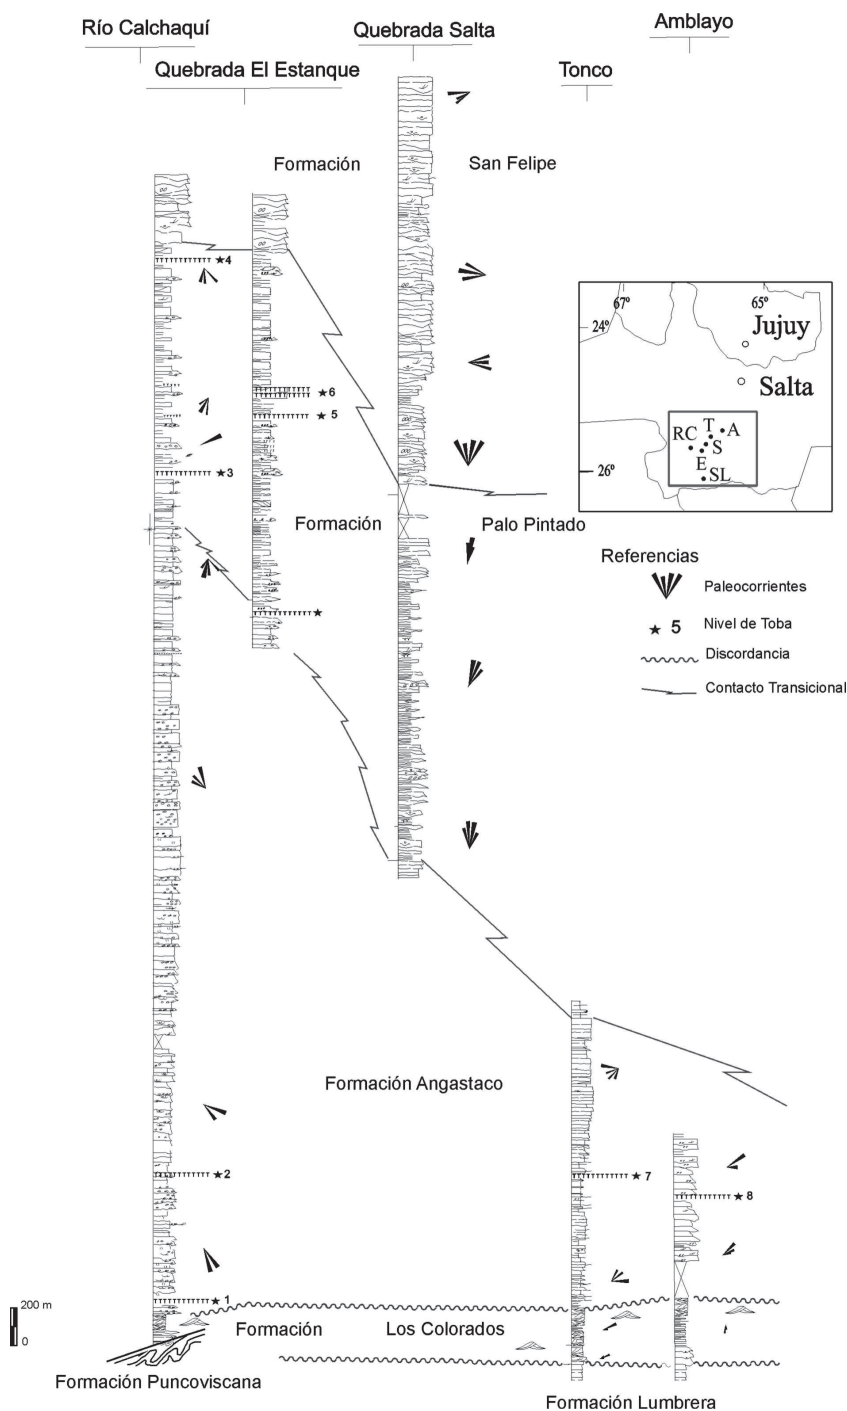 Río Calchaquí
Quebrada El Estanque
Quebrada Salta
Tonco
Amblayo
Formación San Felipe
4
6
5
3
Formación Palo Pintado
67
65
24º
Jujuy
Salta
RC
T
A
S
E
SL
26º
Referencias
Paleocorrientes
5 Nivel de Toba
Discordancia
Contacto Transicional
Formación Angastaco
2
7
8
1
200 m
0
Formación Los Colorados
Formación Puncoviscana
Formación Lumbrera